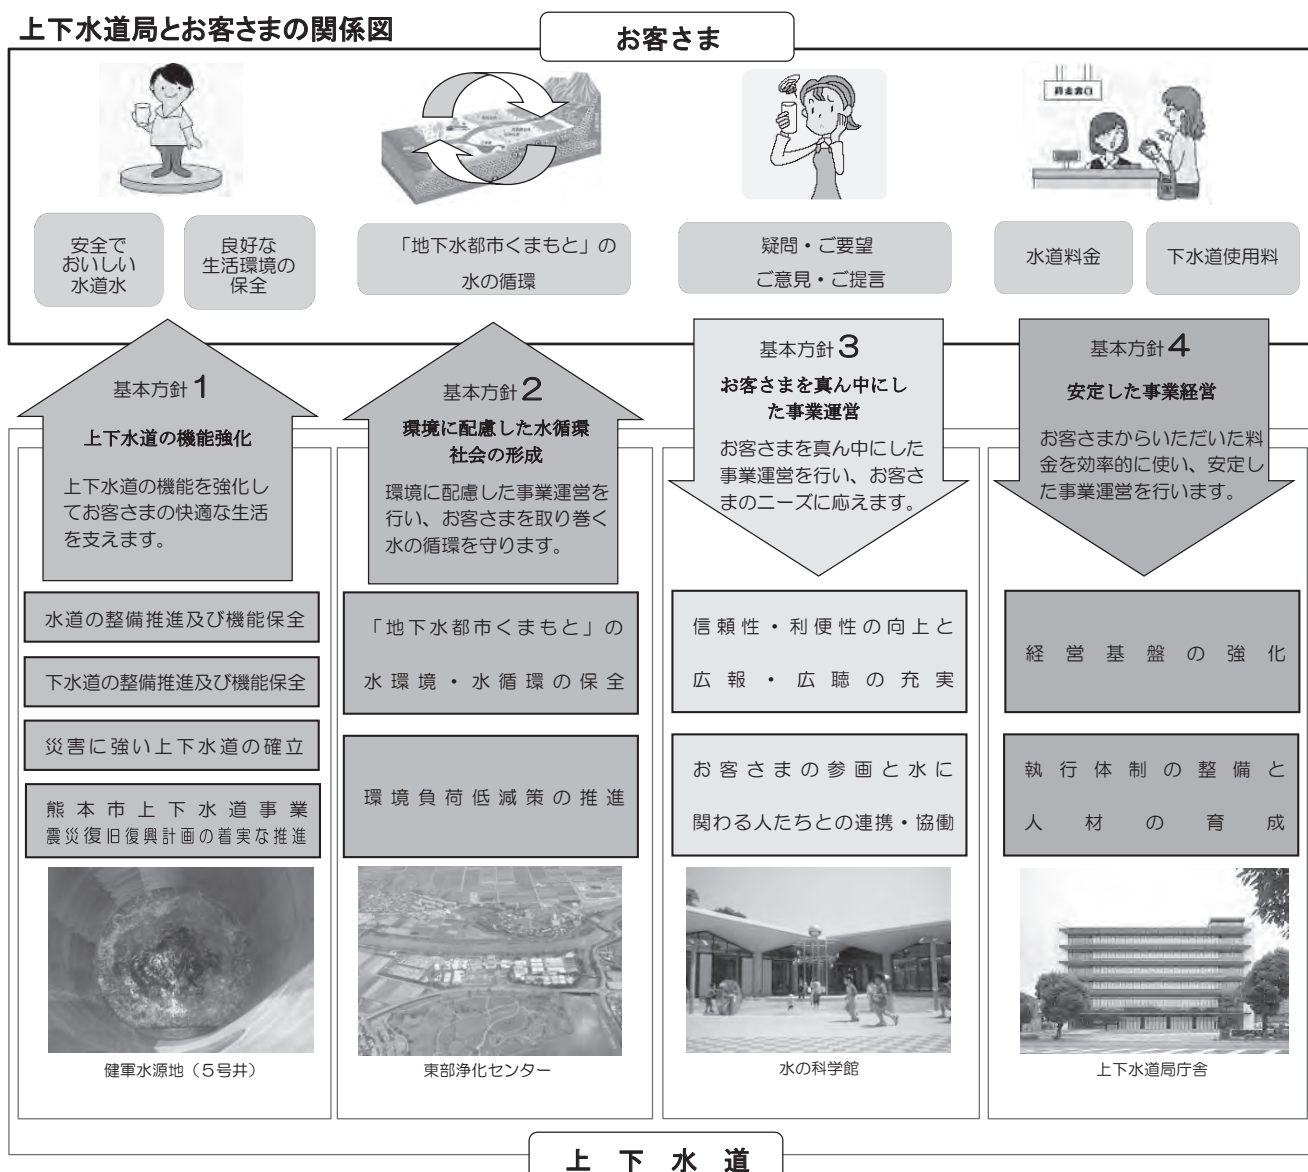 上下水道局とお客さまの関係図
お客さま
料金窓口
安全で
おいしい
水道水
良好な
生活環境の
保全
「地下水都市くまもと」の
水の循環
疑問・ご要望
ご意見・ご提言
水道料金
下水道使用料
基本方針1
上下水道の機能強化
上下水道の機能を強化し
てお客さまの快適な生活
を支えます。
基本方針2
環境に配慮した水循環
社会の形成
環境に配慮した事業運営を
行い、お客さまを取り巻く
水の循環を守ります。
基本方針3
お客さまを真ん中にし
た事業運営
お客さまを真ん中にした
事業運営を行い、お客さ
まのニーズに応えます。
基本方針4
安定した事業経営
お客さまからいただいた料
金を効率的に使い、安定し
た事業運営を行います。
水道の整備推進及び機能保全
下水道の整備推進及び機能保全
災害に強い上下水道の確立
熊本市上下水道事業
震災復旧復興計画の着実な推進
「地下水都市くまもと」の
水環境・水循環の保全
環境負荷低減策の推進
信頼性・利便性の向上と
広報・広聴の充実
お客さまの参画と水に
関わる人たちとの連携・協働
経営基盤の強化
執行体制の整備と
人材の育成
健軍水源地（5号井）
東部浄化センター
水の科学館
上下水道局庁舎
上下水道